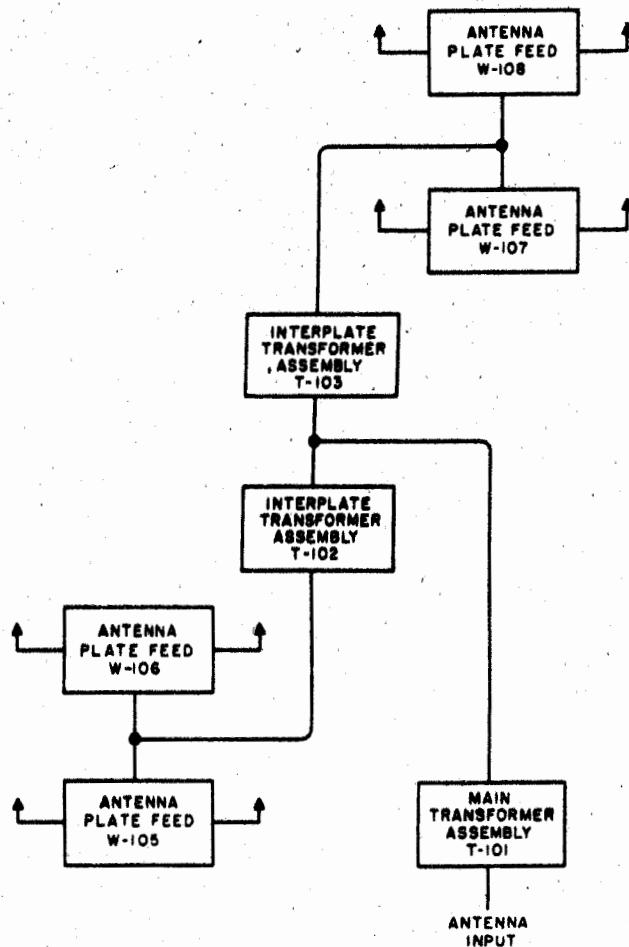 ANTENNA
PLATE FEED
W-108
ANTENNA
PLATE FEED
W-107
INTERPLATE
TRANSFORMER
ASSEMBLY
T-103
INTERPLATE
TRANSFORMER
ASSEMBLY
T-102
ANTENNA
PLATE FEED
W-106
ANTENNA
PLATE FEED
W-105
MAIN
TRANSFORMER
ASSEMBLY
T-101
ANTENNA
INPUT